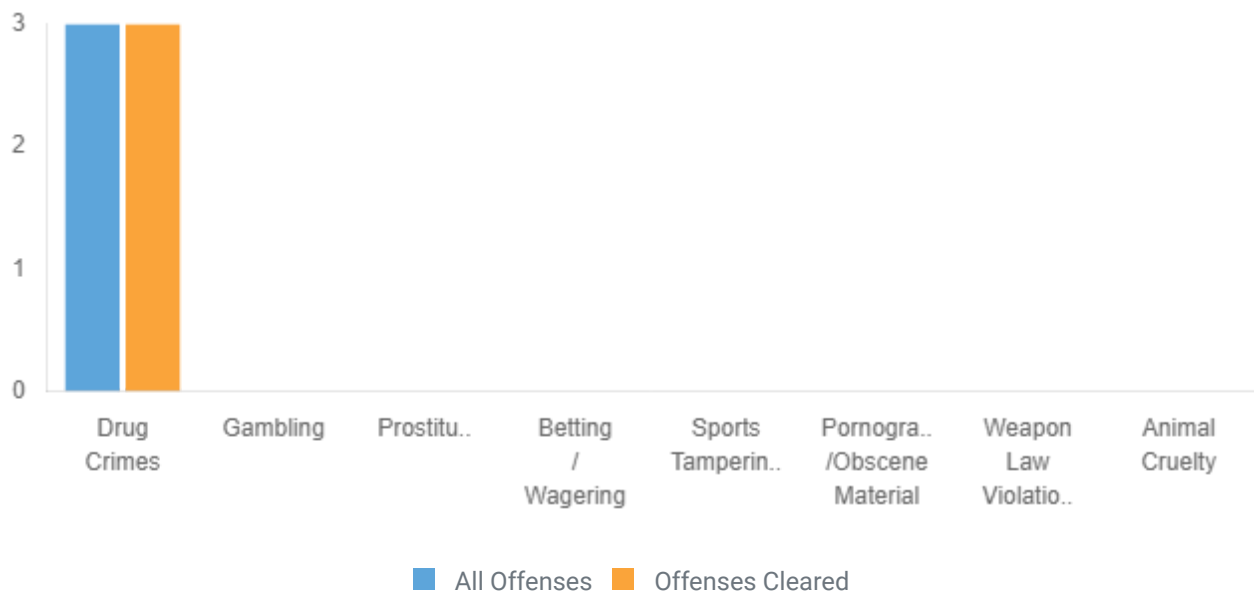 3
2
1
0
Drug
Crimes
Gambling
Prostitu..
Betting
/
Wagering
Sports
Tamperin..
Pornogra..
/Obscene
Material
Weapon
Law
Violatio..
Animal
Cruelty
All Offenses
Offenses Cleared